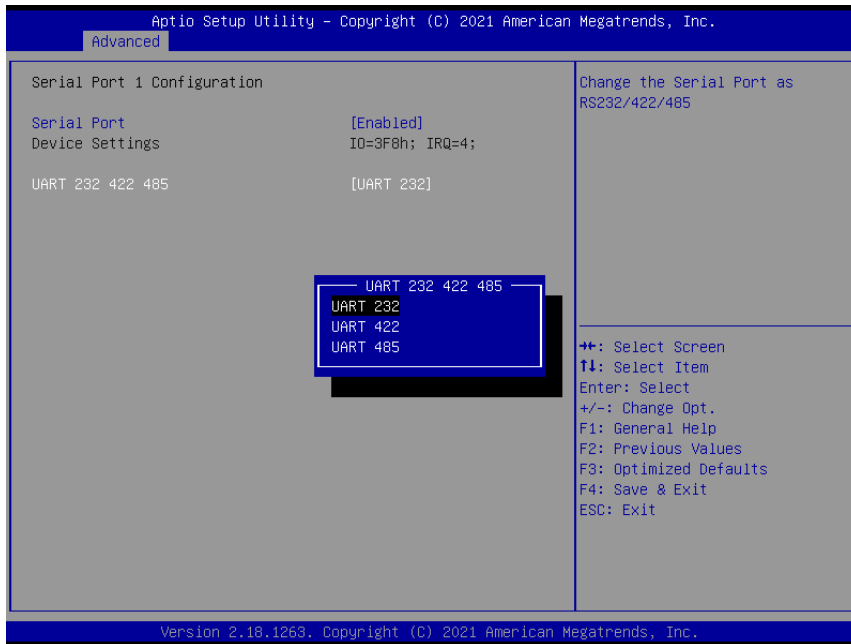 Aptio Setup Utility – Copyright (C) 2021 American Megatrends, Inc.
Advanced
Serial Port 1 Configuration
Serial Port [Enabled]
Device Settings IO=3F8h; IRQ=4;
UART 232 422 485 [UART 232]
UART 232 422 485
UART 232
UART 422
UART 485
Change the Serial Port as
RS232/422/485
→←: Select Screen
↑↓: Select Item
Enter: Select
+/-: Change Opt.
F1: General Help
F2: Previous Values
F3: Optimized Defaults
F4: Save & Exit
ESC: Exit
Version 2.18.1263. Copyright (C) 2021 American Megatrends, Inc.